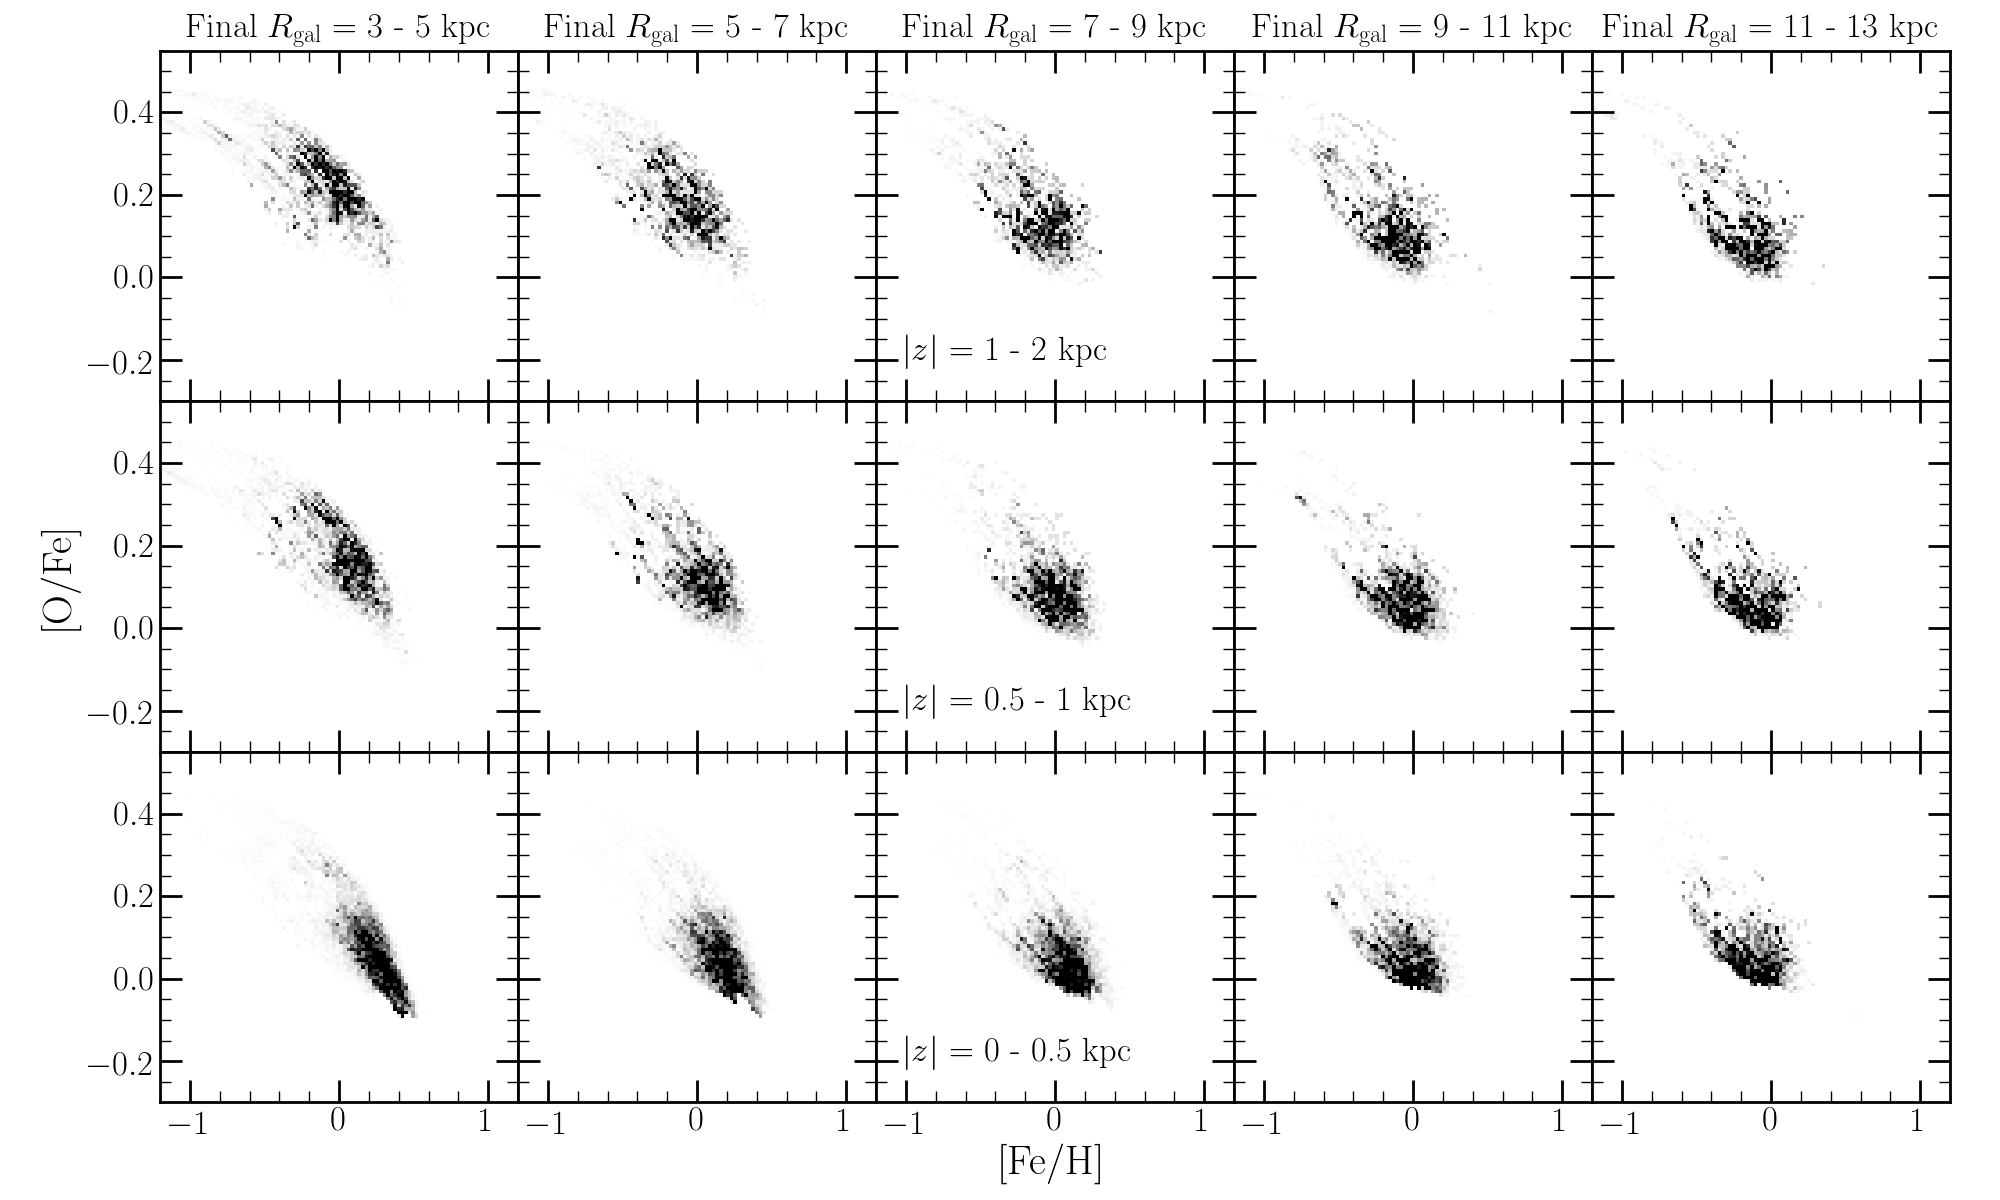 Final R_gal = 3 - 5 kpc
Final R_gal = 5 - 7 kpc
Final R_gal = 7 - 9 kpc
Final R_gal = 9 - 11 kpc
Final R_gal = 11 - 13 kpc
0.4
0.2
0.0
−0.2
|z| = 1 - 2 kpc
0.4
0.2
0.0
−0.2
|z| = 0.5 - 1 kpc
[O/Fe]
0.4
0.2
0.0
−0.2
|z| = 0 - 0.5 kpc
−1 0 1
−1 0 1
−1 0 1
−1 0 1
−1 0 1
[Fe/H]